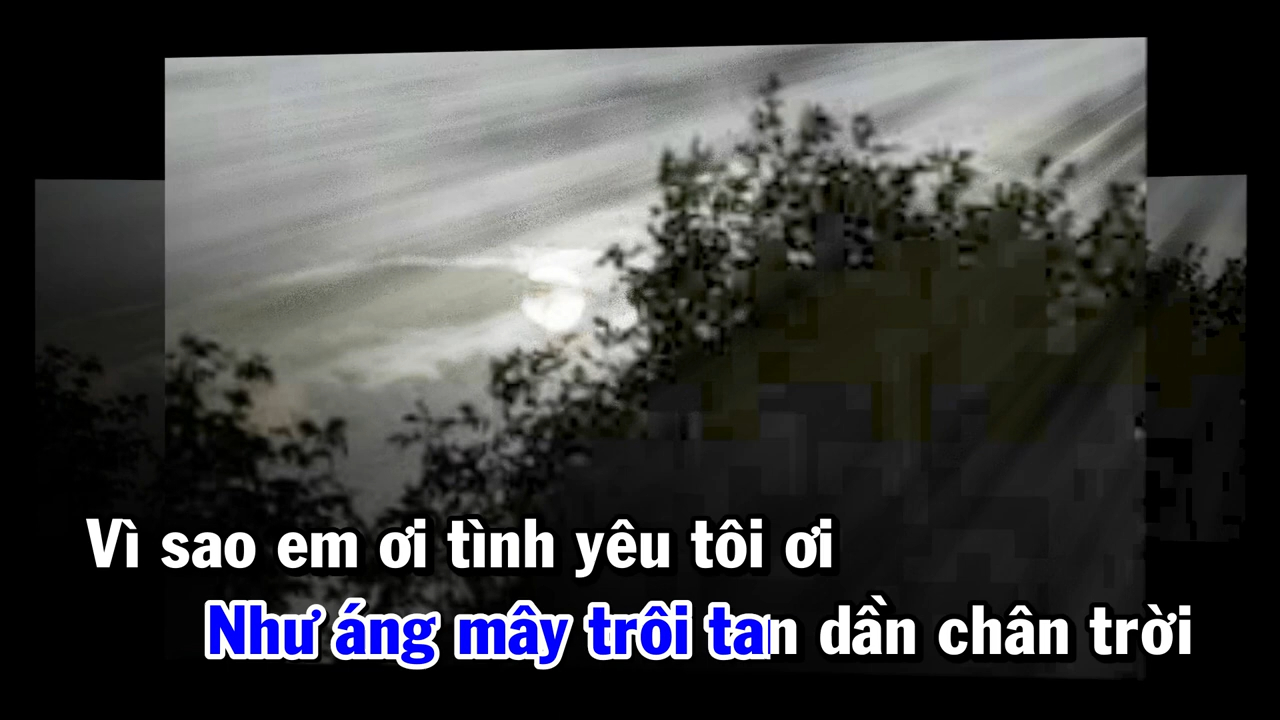 Vì sao em ơi tình yêu tôi ơi
Như áng mây trôi tan dần chân trời